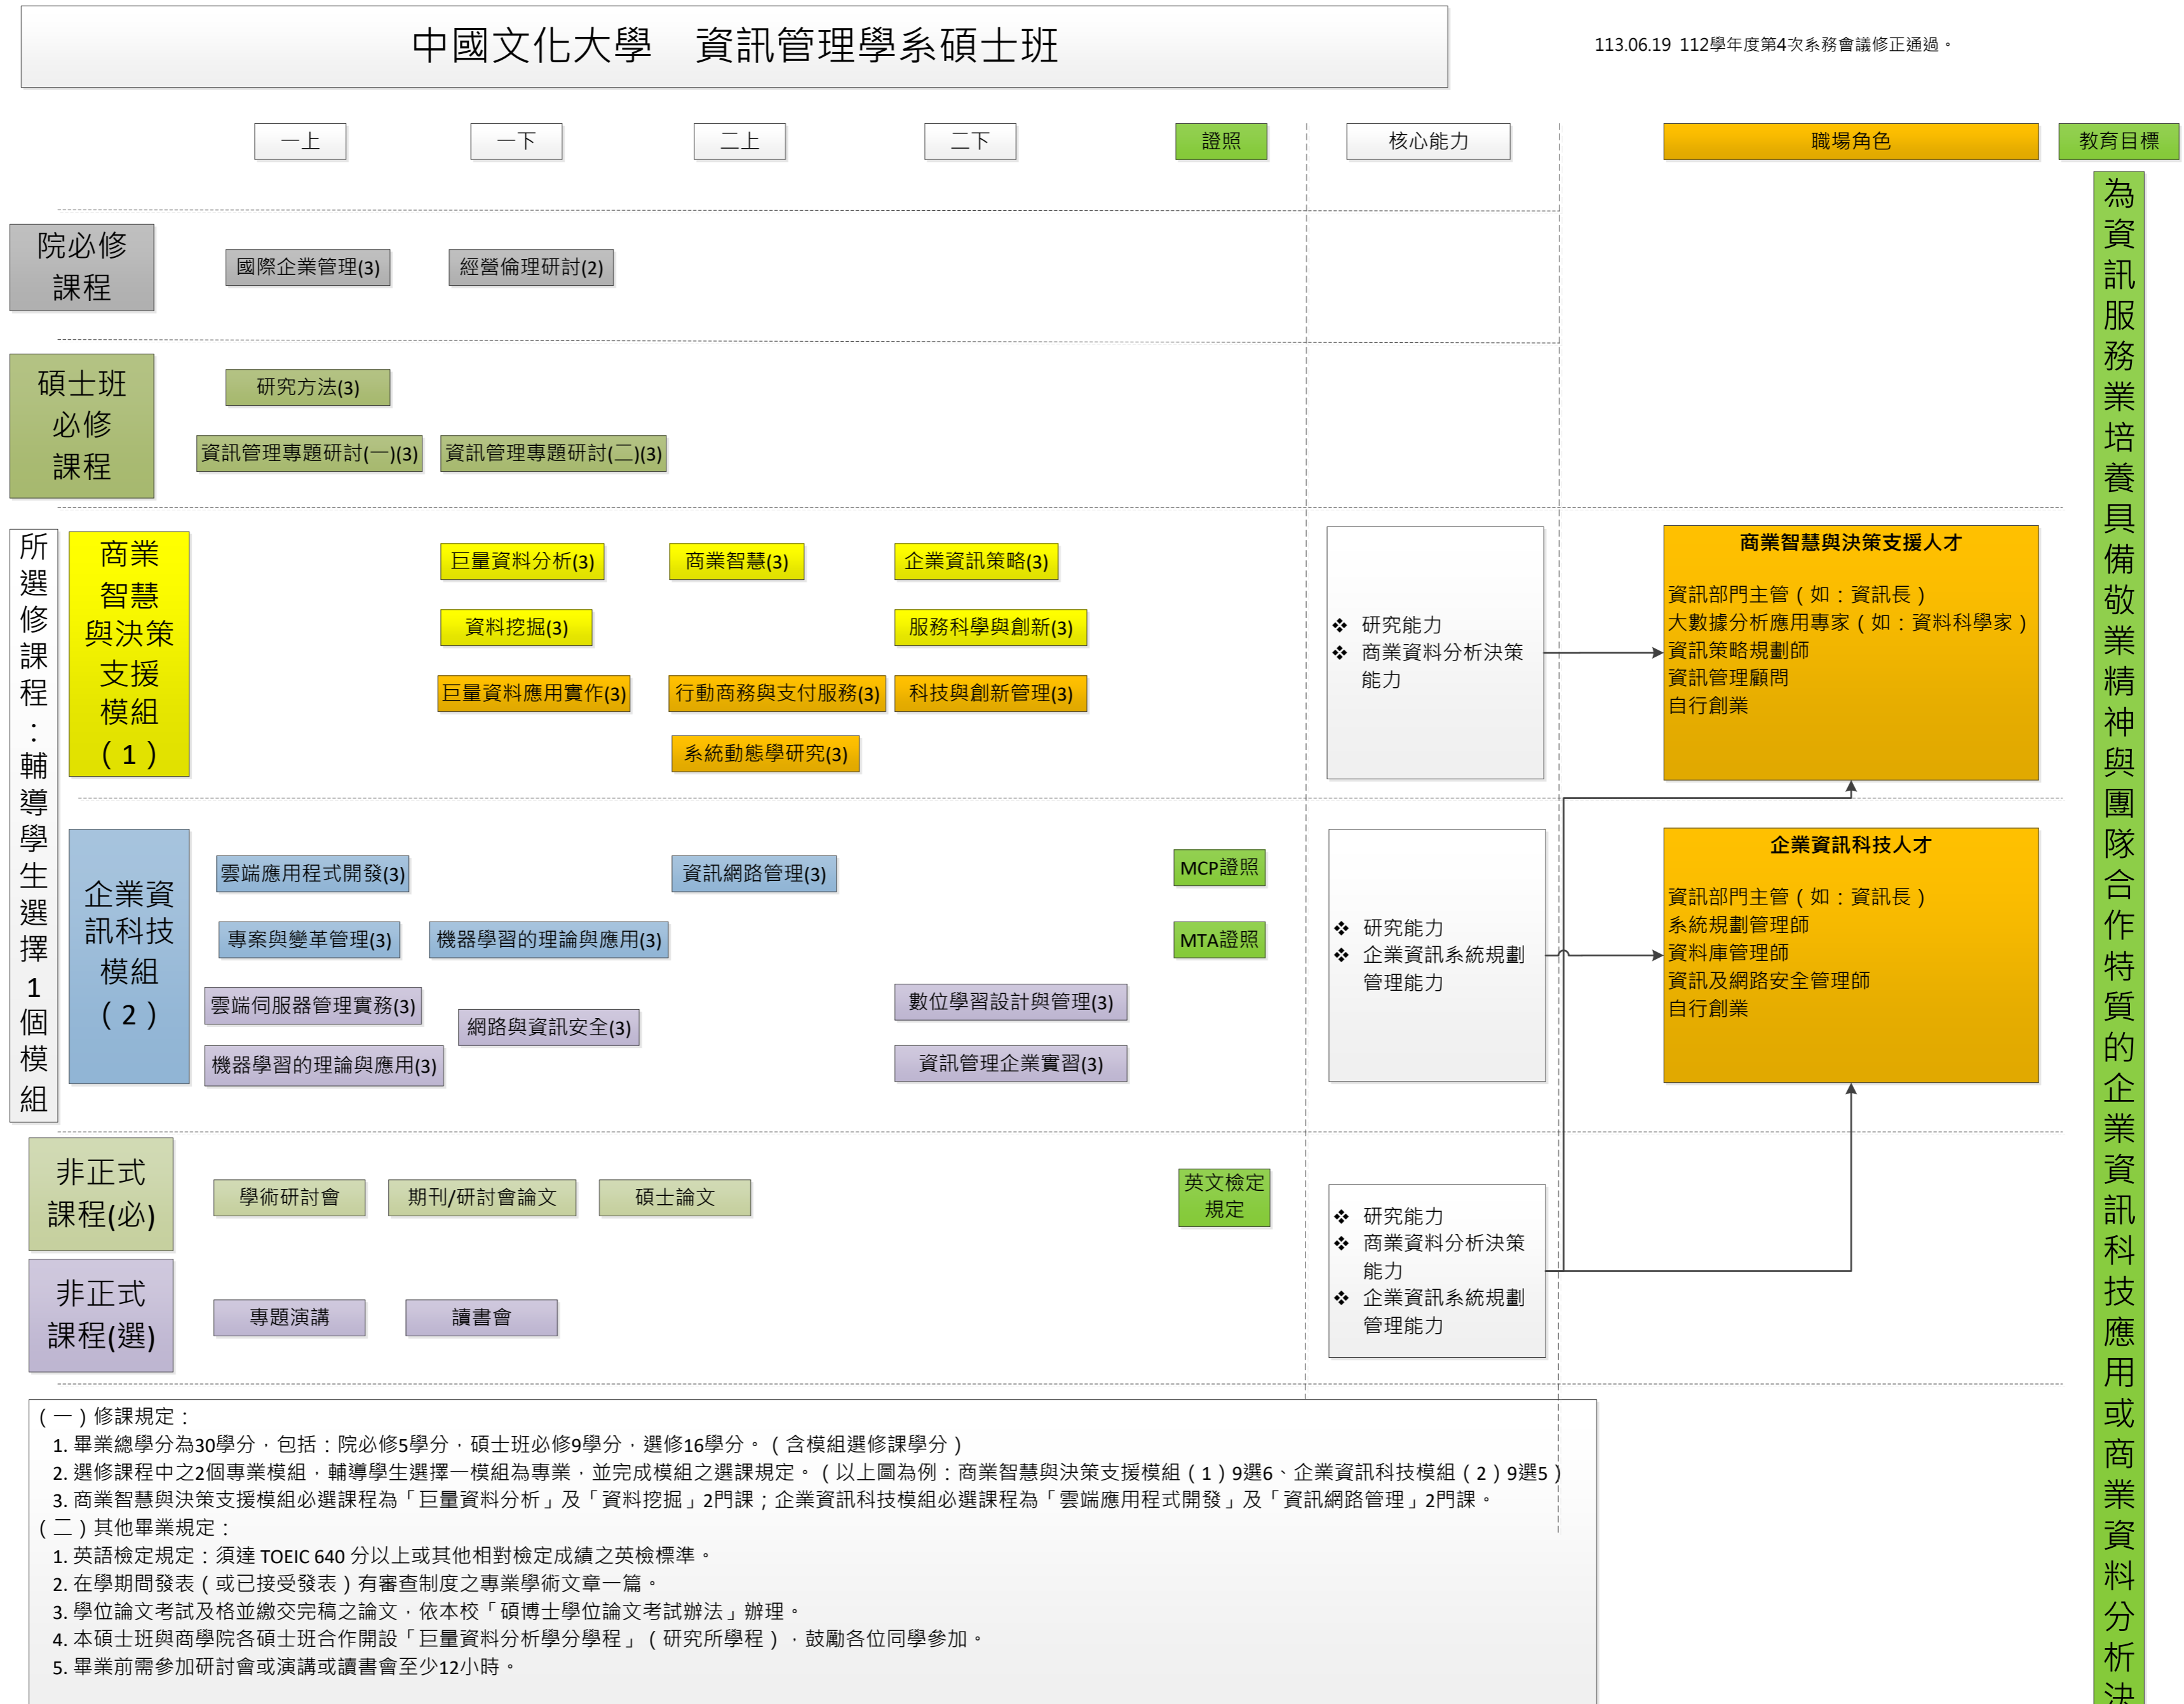 中國文化大學　資訊管理學系碩士班
113.06.19 112學年度第4次系務會議修正通過。
一上
一下
二上
二下
證照
核心能力
職場角色
教育目標
院必修
課程
國際企業管理(3)
經營倫理研討(2)
碩士班
必修
課程
研究方法(3)
資訊管理專題研討(一)(3)
資訊管理專題研討(二)(3)
所選修課程：輔導學生選擇1個模組
商業
智慧
與決策
支援
模組
（1）
巨量資料分析(3)
商業智慧(3)
企業資訊策略(3)
資料挖掘(3)
服務科學與創新(3)
巨量資料應用實作(3)
行動商務與支付服務(3)
科技與創新管理(3)
系統動態學研究(3)
❖ 研究能力
❖ 商業資料分析決策
能力
商業智慧與決策支援人才
資訊部門主管（如：資訊長）
大數據分析應用專家（如：資料科學家）
資訊策略規劃師
資訊管理顧問
自行創業
企業資
訊科技
模組
（2）
雲端應用程式開發(3)
資訊網路管理(3)
MCP證照
專案與變革管理(3)
機器學習的理論與應用(3)
MTA證照
雲端伺服器管理實務(3)
網路與資訊安全(3)
數位學習設計與管理(3)
機器學習的理論與應用(3)
資訊管理企業實習(3)
❖ 研究能力
❖ 企業資訊系統規劃
管理能力
企業資訊科技人才
資訊部門主管（如：資訊長）
系統規劃管理師
資料庫管理師
資訊及網路安全管理師
自行創業
非正式
課程(必)
學術研討會
期刊/研討會論文
碩士論文
英文檢定
規定
非正式
課程(選)
專題演講
讀書會
❖ 研究能力
❖ 商業資料分析決策
能力
❖ 企業資訊系統規劃
管理能力
為資訊服務業培養具備敬業精神與團隊合作特質的企業資訊科技應用或商業資料分析決
（一）修課規定：
1. 畢業總學分為30學分，包括：院必修5學分，碩士班必修9學分，選修16學分。（含模組選修課學分）
2. 選修課程中之2個專業模組，輔導學生選擇一模組為專業，並完成模組之選課規定。（以上圖為例：商業智慧與決策支援模組（1）9選6、企業資訊科技模組（2）9選5）
3. 商業智慧與決策支援模組必選課程為「巨量資料分析」及「資料挖掘」2門課；企業資訊科技模組必選課程為「雲端應用程式開發」及「資訊網路管理」2門課。
（二）其他畢業規定：
1. 英語檢定規定：須達 TOEIC 640 分以上或其他相對檢定成績之英檢標準。
2. 在學期間發表（或已接受發表）有審查制度之專業學術文章一篇。
3. 學位論文考試及格並繳交完稿之論文，依本校「碩博士學位論文考試辦法」辦理。
4. 本碩士班與商學院各碩士班合作開設「巨量資料分析學分學程」（研究所學程），鼓勵各位同學參加。
5. 畢業前需參加研討會或演講或讀書會至少12小時。